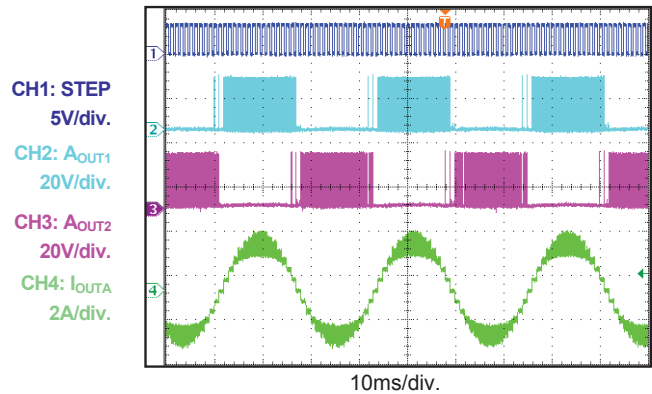 T
1
CH1: STEP
5V/div.
2
CH2: AOUT1
20V/div.
3
CH3: AOUT2
20V/div.
4
CH4: IOUTA
2A/div.
10ms/div.